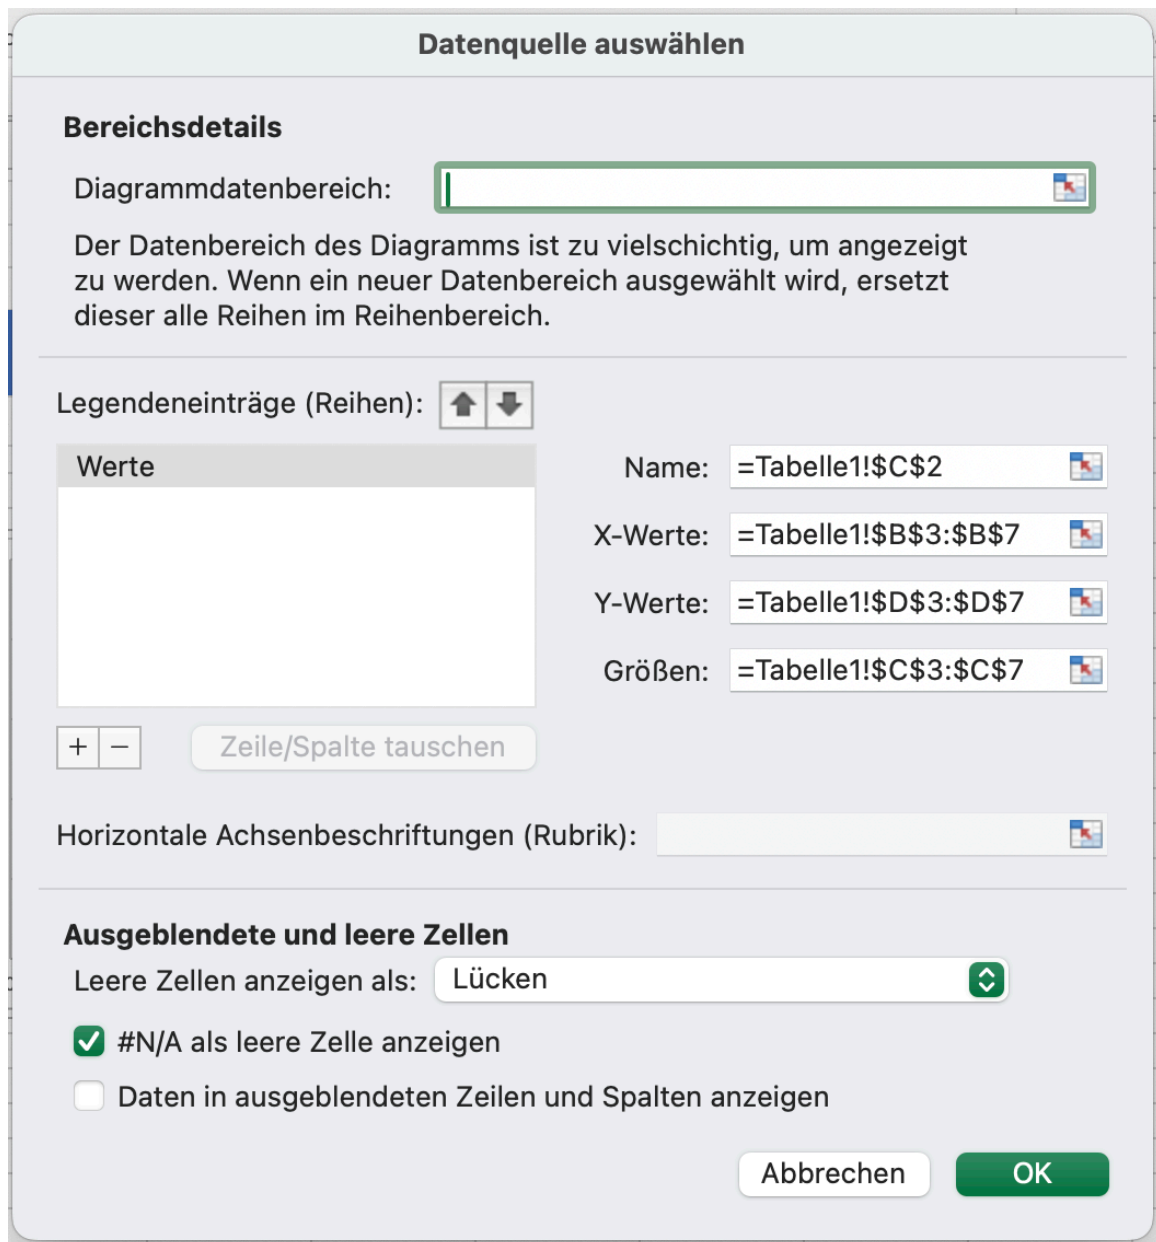 Datenquelle auswählen
Bereichsdetails
Diagrammdatenbereich:
Der Datenbereich des Diagramms ist zu vielschichtig, um angezeigt
zu werden. Wenn ein neuer Datenbereich ausgewählt wird, ersetzt
dieser alle Reihen im Reihenbereich.
Legendeneinträge (Reihen):
Werte
Name: =Tabelle1!$C$2
X-Werte: =Tabelle1!$B$3:$B$7
Y-Werte: =Tabelle1!$D$3:$D$7
Größen: =Tabelle1!$C$3:$C$7
+ − Zeile/Spalte tauschen
Horizontale Achsenbeschriftungen (Rubrik):
Ausgeblendete und leere Zellen
Leere Zellen anzeigen als: Lücken
#N/A als leere Zelle anzeigen
Daten in ausgeblendeten Zeilen und Spalten anzeigen
Abbrechen OK